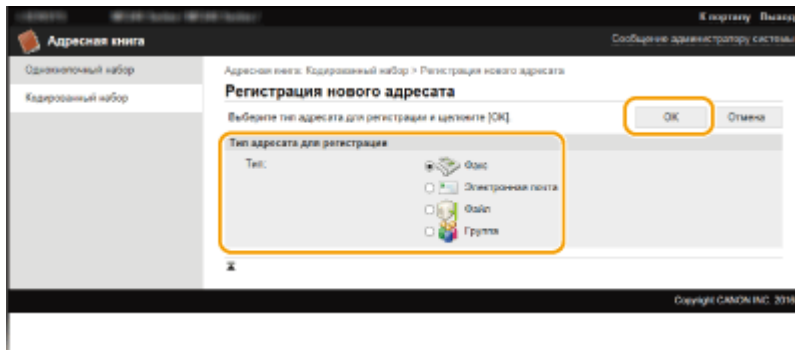 К порталу Выход
Адресная книга
Сообщение администратору системы
Однокнопочный набор
Кодированный набор
Адресная книга: Кодированный набор > Регистрация нового адресата
Регистрация нового адресата
Выберите тип адресата для регистрации и щелкните [OK].
OK
Отмена
Тип адресата для регистрации
Тип:
Факс
Электронная почта
Файл
Группа
Copyright CANON INC. 2016